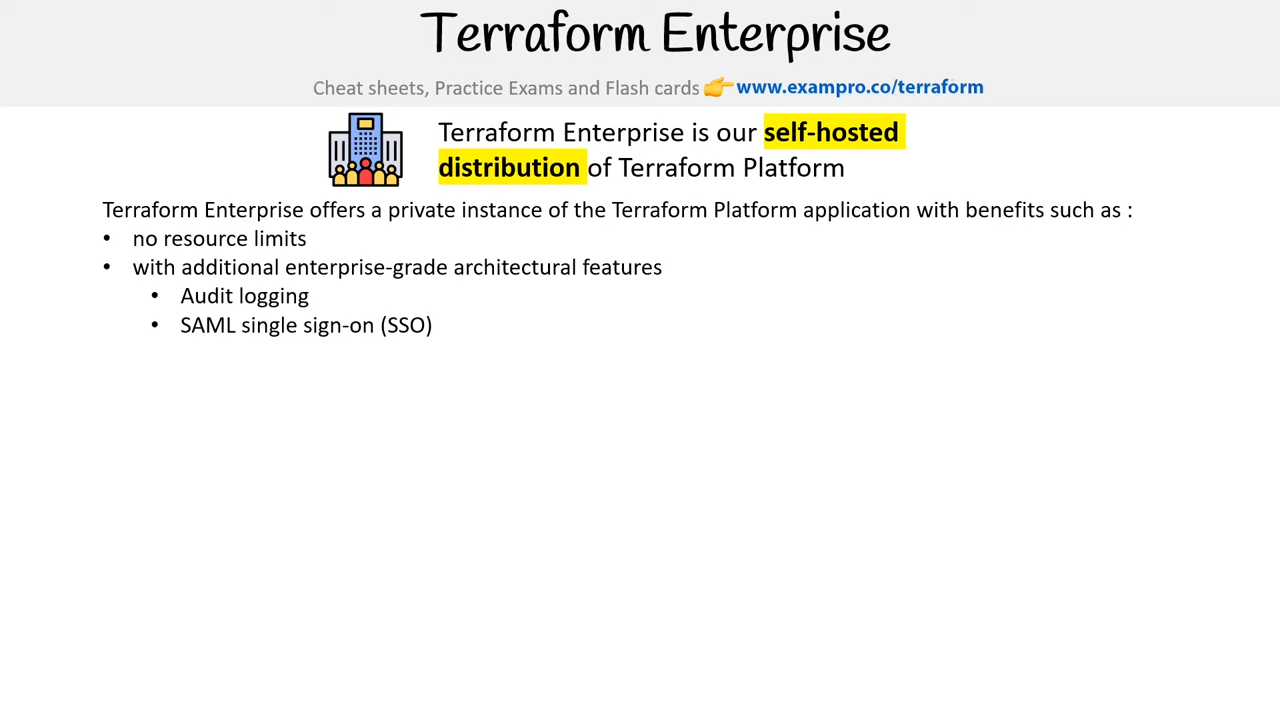 Terraform Enterprise
Cheat sheets, Practice Exams and Flash cards 👉 www.exampro.co/terraform
Terraform Enterprise is our self-hosted
distribution of Terraform Platform
Terraform Enterprise offers a private instance of the Terraform Platform application with benefits such as :
• no resource limits
• with additional enterprise-grade architectural features
• Audit logging
• SAML single sign-on (SSO)